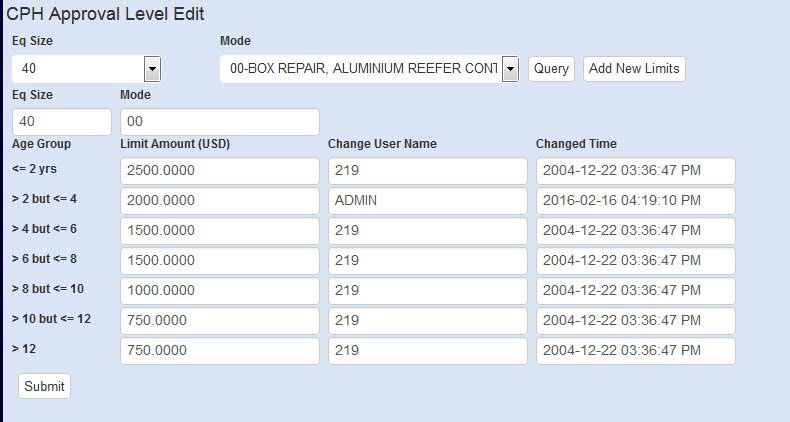 CPH Approval Level Edit
Eq Size Mode
40 00-BOX REPAIR, ALUMINIUM REEFER CONT Query Add New Limits
Eq Size Mode
40 00
Age Group Limit Amount (USD) Change User Name Changed Time
<= 2 yrs 2500.0000 219 2004-12-22 03:36:47 PM
> 2 but <= 4 2000.0000 ADMIN 2016-02-16 04:19:10 PM
> 4 but <= 6 1500.0000 219 2004-12-22 03:36:47 PM
> 6 but <= 8 1500.0000 219 2004-12-22 03:36:47 PM
> 8 but <= 10 1000.0000 219 2004-12-22 03:36:47 PM
> 10 but <= 12 750.0000 219 2004-12-22 03:36:47 PM
> 12 750.0000 219 2004-12-22 03:36:47 PM
Submit